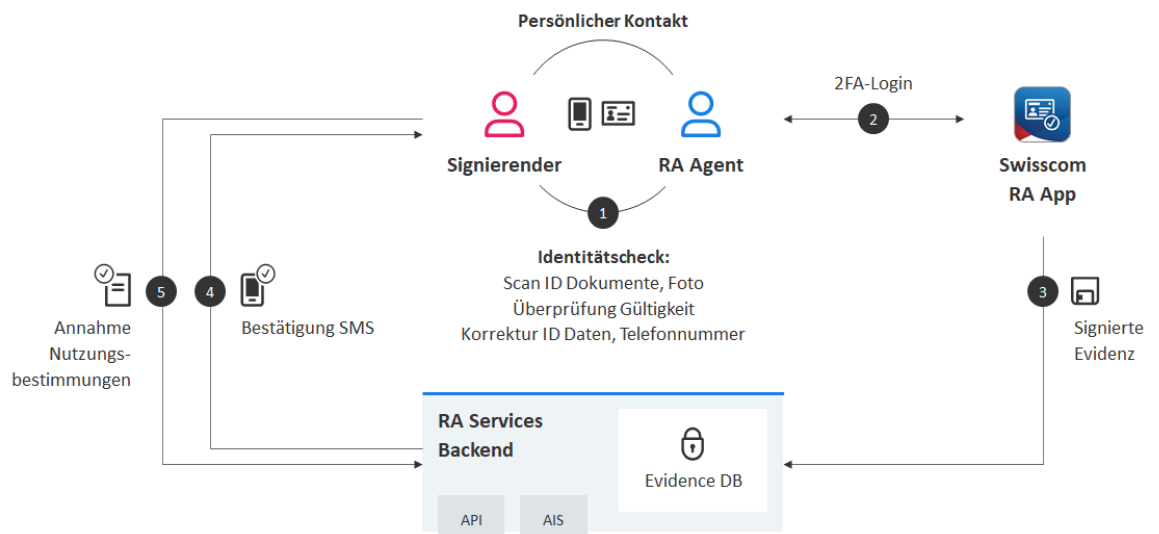 Persönlicher Kontakt
2FA-Login
2
Signierender
RA Agent
Swisscom
RA App
1
Identitätscheck:
Scan ID Dokumente, Foto
Überprüfung Gültigkeit
Korrektur ID Daten, Telefonnummer
5
4
3
Annahme
Nutzungs-
bestimmungen
Bestätigung SMS
Signierte
Evidenz
RA Services
Backend
Evidence DB
API
AIS